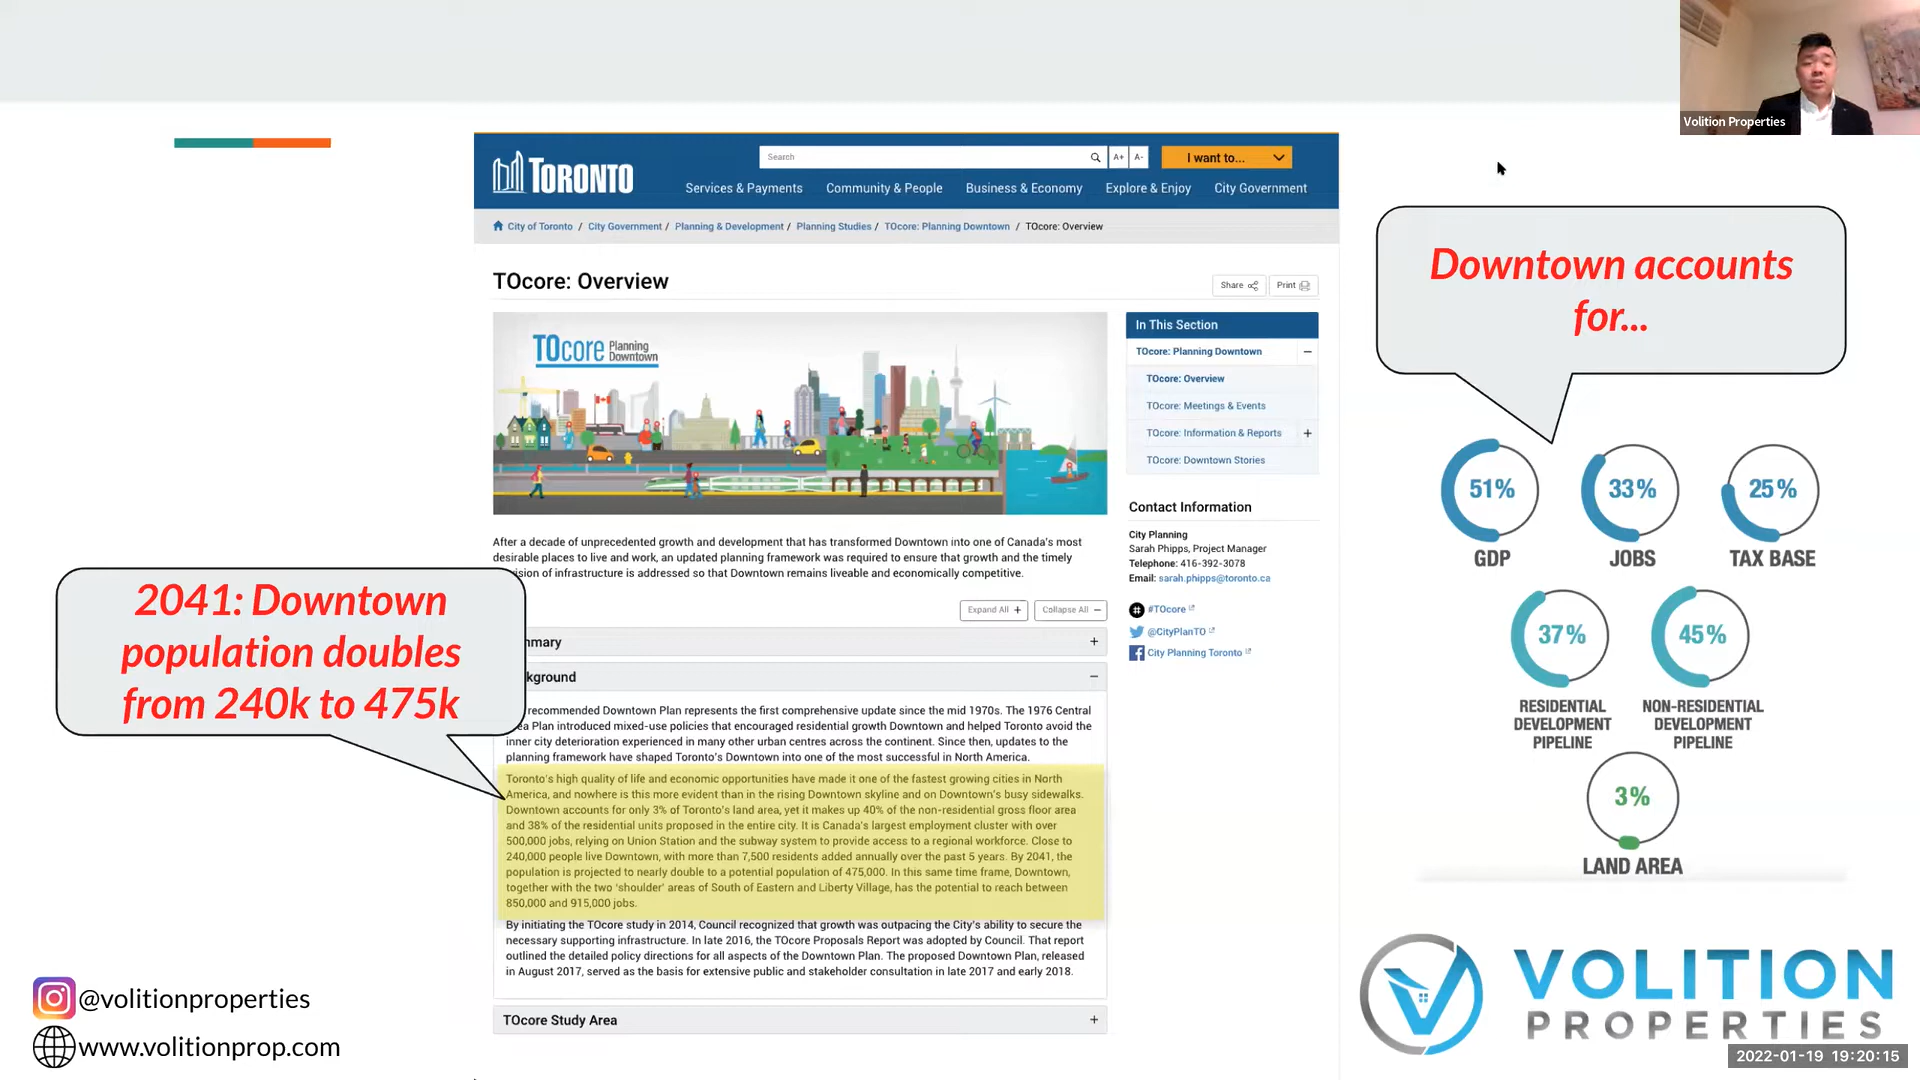 Volition Properties
TORONTO
Search
A+
A-
I want to...
Services & Payments
Community & People
Business & Economy
Explore & Enjoy
City Government
City of Toronto / City Government / Planning & Development / Planning Studies / TOcore: Planning Downtown / TOcore: Overview
TOcore: Overview
Share
Print
TOcore Planning
Downtown
In This Section
TOcore: Planning Downtown
TOcore: Overview
TOcore: Meetings & Events
TOcore: Information & Reports
TOcore: Downtown Stories
Contact Information
City Planning
Sarah Phipps, Project Manager
Telephone: 416-392-3078
Email: sarah.phipps@toronto.ca
#TOcore
@CityPlanTO
City Planning Toronto
After a decade of unprecedented growth and development that has transformed Downtown into one of Canada's most
desirable places to live and work, an updated planning framework was required to ensure that growth and the timely
ision of infrastructure is addressed so that Downtown remains liveable and economically competitive.
Expand All +
Collapse All −
mmary
kground
recommended Downtown Plan represents the first comprehensive update since the mid 1970s. The 1976 Central
ea Plan introduced mixed-use policies that encouraged residential growth Downtown and helped Toronto avoid the
inner city deterioration experienced in many other urban centres across the continent. Since then, updates to the
planning framework have shaped Toronto's Downtown into one of the most successful in North America.
Toronto's high quality of life and economic opportunities have made it one of the fastest growing cities in North
America, and nowhere is this more evident than in the rising Downtown skyline and on Downtown's busy sidewalks.
Downtown accounts for only 3% of Toronto's land area, yet it makes up 40% of the non-residential gross floor area
and 38% of the residential units proposed in the entire city. It is Canada's largest employment cluster with over
500,000 jobs, relying on Union Station and the subway system to provide access to a regional workforce. Close to
240,000 people live Downtown, with more than 7,500 residents added annually over the past 5 years. By 2041, the
population is projected to nearly double to a potential population of 475,000. In this same time frame, Downtown,
together with the two 'shoulder' areas of South of Eastern and Liberty Village, has the potential to reach between
850,000 and 915,000 jobs.
By initiating the TOcore study in 2014, Council recognized that growth was outpacing the City's ability to secure the
necessary supporting infrastructure. In late 2016, the TOcore Proposals Report was adopted by Council. That report
outlined the detailed policy directions for all aspects of the Downtown Plan. The proposed Downtown Plan, released
in August 2017, served as the basis for extensive public and stakeholder consultation in late 2017 and early 2018.
TOcore Study Area
2041: Downtown
population doubles
from 240k to 475k
Downtown accounts
for...
51%
GDP
33%
JOBS
25%
TAX BASE
37%
RESIDENTIAL
DEVELOPMENT
PIPELINE
45%
NON-RESIDENTIAL
DEVELOPMENT
PIPELINE
3%
LAND AREA
@volitionproperties
www.volitionprop.com
VOLITION
PROPERTIES
2022-01-19 19:20:15